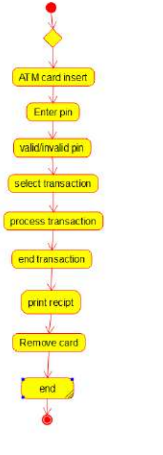 ATM card insert
Enter pin
valid/invalid pin
select transaction
process transaction
end transaction
print recipt
Remove card
end